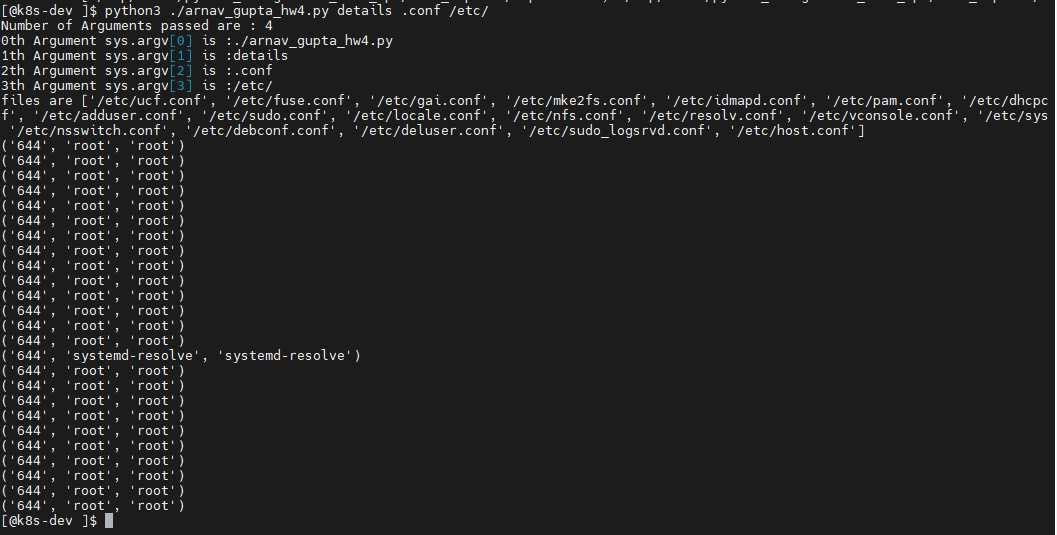 [@k8s-dev ]$ python3 ./arnav_gupta_hw4.py details .conf /etc/
Number of Arguments passed are : 4
0th Argument sys.argv[0] is :./arnav_gupta_hw4.py
1th Argument sys.argv[1] is :details
2th Argument sys.argv[2] is :.conf
3th Argument sys.argv[3] is :/etc/
files are ['/etc/ucf.conf', '/etc/fuse.conf', '/etc/gai.conf', '/etc/mke2fs.conf', '/etc/idmapd.conf', '/etc/pam.conf', '/etc/dhcpc
f', '/etc/adduser.conf', '/etc/sudo.conf', '/etc/locale.conf', '/etc/nfs.conf', '/etc/resolv.conf', '/etc/vconsole.conf', '/etc/sys
'/etc/nsswitch.conf', '/etc/debconf.conf', '/etc/deluser.conf', '/etc/sudo_logsrvd.conf', '/etc/host.conf']
('644', 'root', 'root')
('644', 'root', 'root')
('644', 'root', 'root')
('644', 'root', 'root')
('644', 'root', 'root')
('644', 'root', 'root')
('644', 'root', 'root')
('644', 'root', 'root')
('644', 'root', 'root')
('644', 'root', 'root')
('644', 'root', 'root')
('644', 'root', 'root')
('644', 'root', 'root')
('644', 'root', 'root')
('644', 'systemd-resolve', 'systemd-resolve')
('644', 'root', 'root')
('644', 'root', 'root')
('644', 'root', 'root')
('644', 'root', 'root')
('644', 'root', 'root')
('644', 'root', 'root')
('644', 'root', 'root')
('644', 'root', 'root')
('644', 'root', 'root')
('644', 'root', 'root')
[@k8s-dev ]$